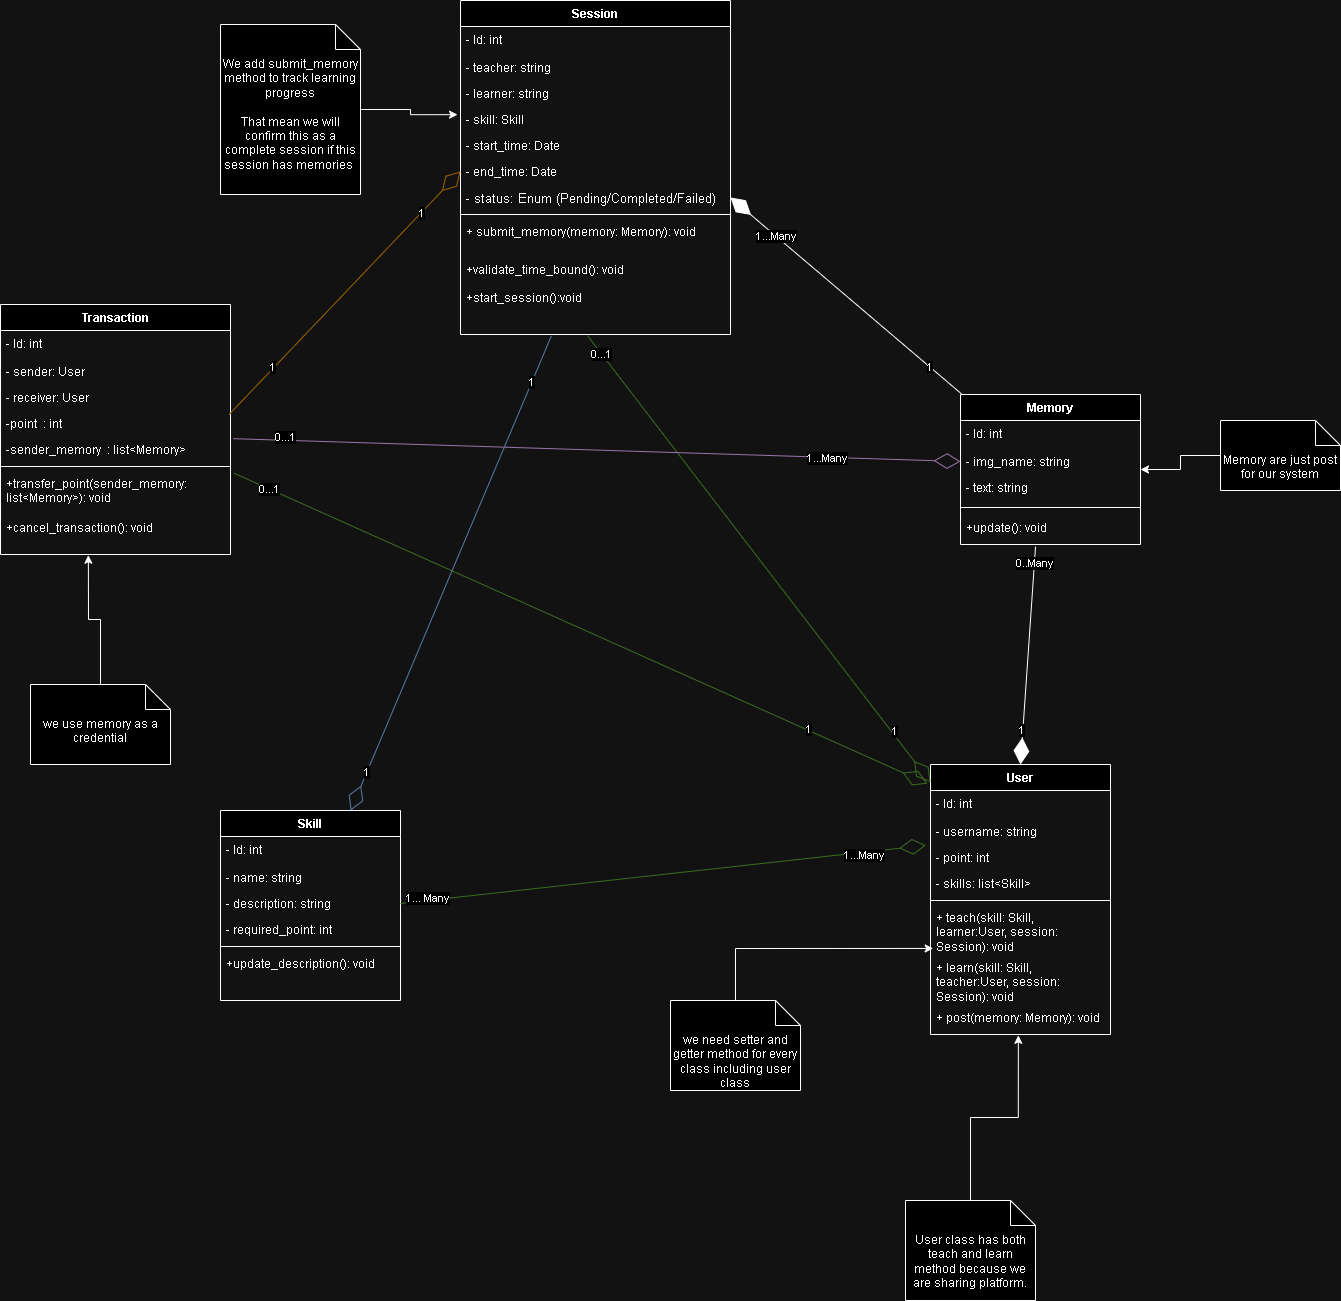 Session
- Id: int
- teacher: string
- learner: string
- skill: Skill
- start_time: Date
- end_time: Date
- status: Enum (Pending/Completed/Failed)
+ submit_memory(memory: Memory): void
+validate_time_bound(): void
+start_session():void
We add submit_memory
method to track learning
progress
That mean we will
confirm this as a
complete session if this
session has memories
1
1
1...Many
1
0...1
1
Transaction
- Id: int
- sender: User
- receiver: User
-point : int
-sender_memory : list<Memory>
+transfer_point(sender_memory:
list<Memory>): void
+cancel_transaction(): void
0...1
1...Many
0...1
Memory
- Id: int
- img_name: string
- text: string
+update(): void
Memory are just post
for our system
0..Many
1
1
1
1
we use memory as a
credential
Skill
- Id: int
- name: string
- description: string
- required_point: int
+update_description(): void
1... Many
1...Many
User
- Id: int
- username: string
- point: int
- skills: list<Skill>
+ teach(skill: Skill,
learner:User, session:
Session): void
+ learn(skill: Skill,
teacher:User, session:
Session): void
+ post(memory: Memory): void
we need setter and
getter method for every
class including user
class
User class has both
teach and learn
method because we
are sharing platform.